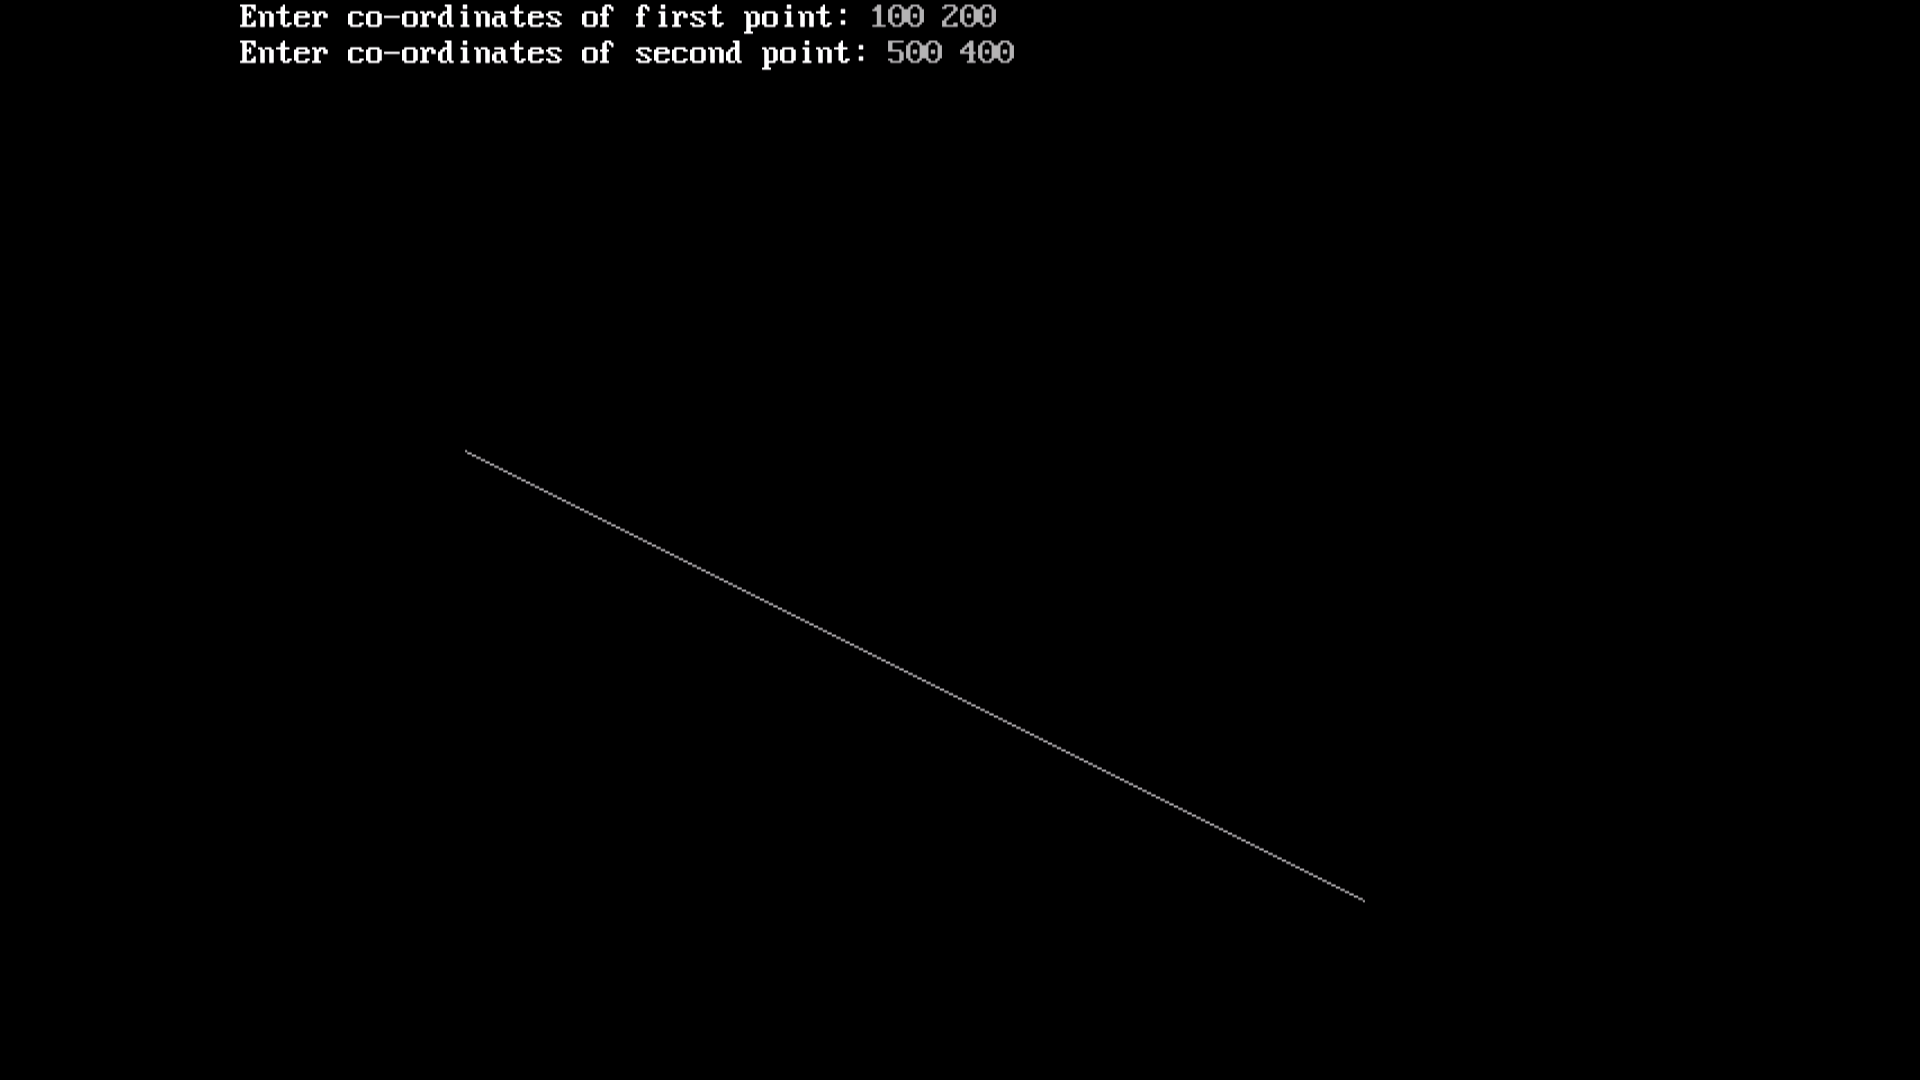 Enter co-ordinates of first point: 100 200
Enter co-ordinates of second point: 500 400